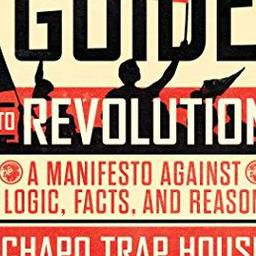 GUIDE
TO REVOLUTION
A MANIFESTO AGAINST
LOGIC, FACTS, AND REASON
CHAPO TRAP HOUSE